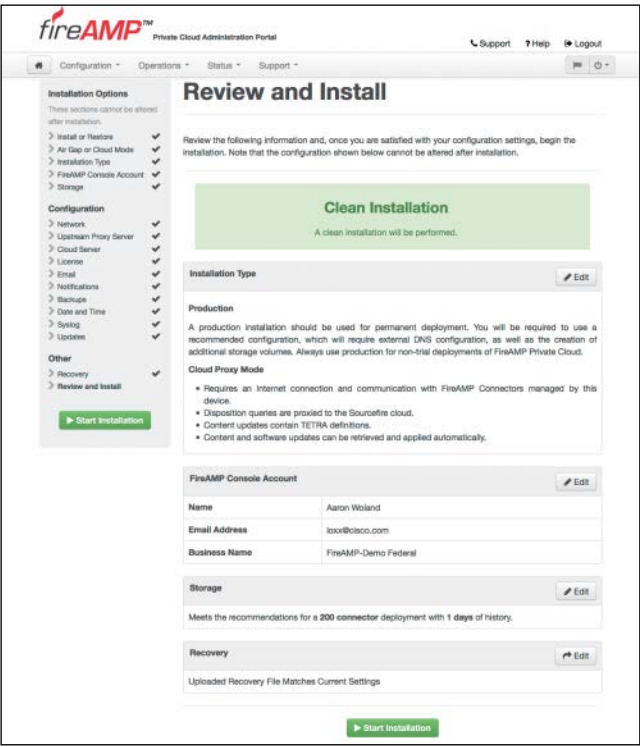 fireAMP™ Private Cloud Administration Portal
Support ? Help Logout
Configuration Operations Status Support
Installation Options
These sections cannot be altered
after installation.
Install or Restore
Air Gap or Cloud Mode
Installation Type
FireAMP Console Account
Storage
Configuration
Network
Upstream Proxy Server
Cloud Server
License
Email
Notifications
Backups
Date and Time
Syslog
Updates
Other
Recovery
Review and Install
Start Installation
Review and Install
Review the following information and, once you are satisfied with your configuration settings, begin the
installation. Note that the configuration shown below cannot be altered after installation.
Clean Installation
A clean installation will be performed.
Installation Type Edit
Production
A production installation should be used for permanent deployment. You will be required to use a
recommended configuration, which will require external DNS configuration, as well as the creation of
additional storage volumes. Always use production for non-trial deployments of FireAMP Private Cloud.
Cloud Proxy Mode
• Requires an Internet connection and communication with FireAMP Connectors managed by this
device.
• Disposition queries are proxied to the Sourcefire cloud.
• Content updates contain TETRA definitions.
• Content and software updates can be retrieved and applied automatically.
FireAMP Console Account Edit
Name Aaron Woland
Email Address loxx@cisco.com
Business Name FireAMP-Demo Federal
Storage Edit
Meets the recommendations for a 200 connector deployment with 1 days of history.
Recovery Edit
Uploaded Recovery File Matches Current Settings
Start Installation